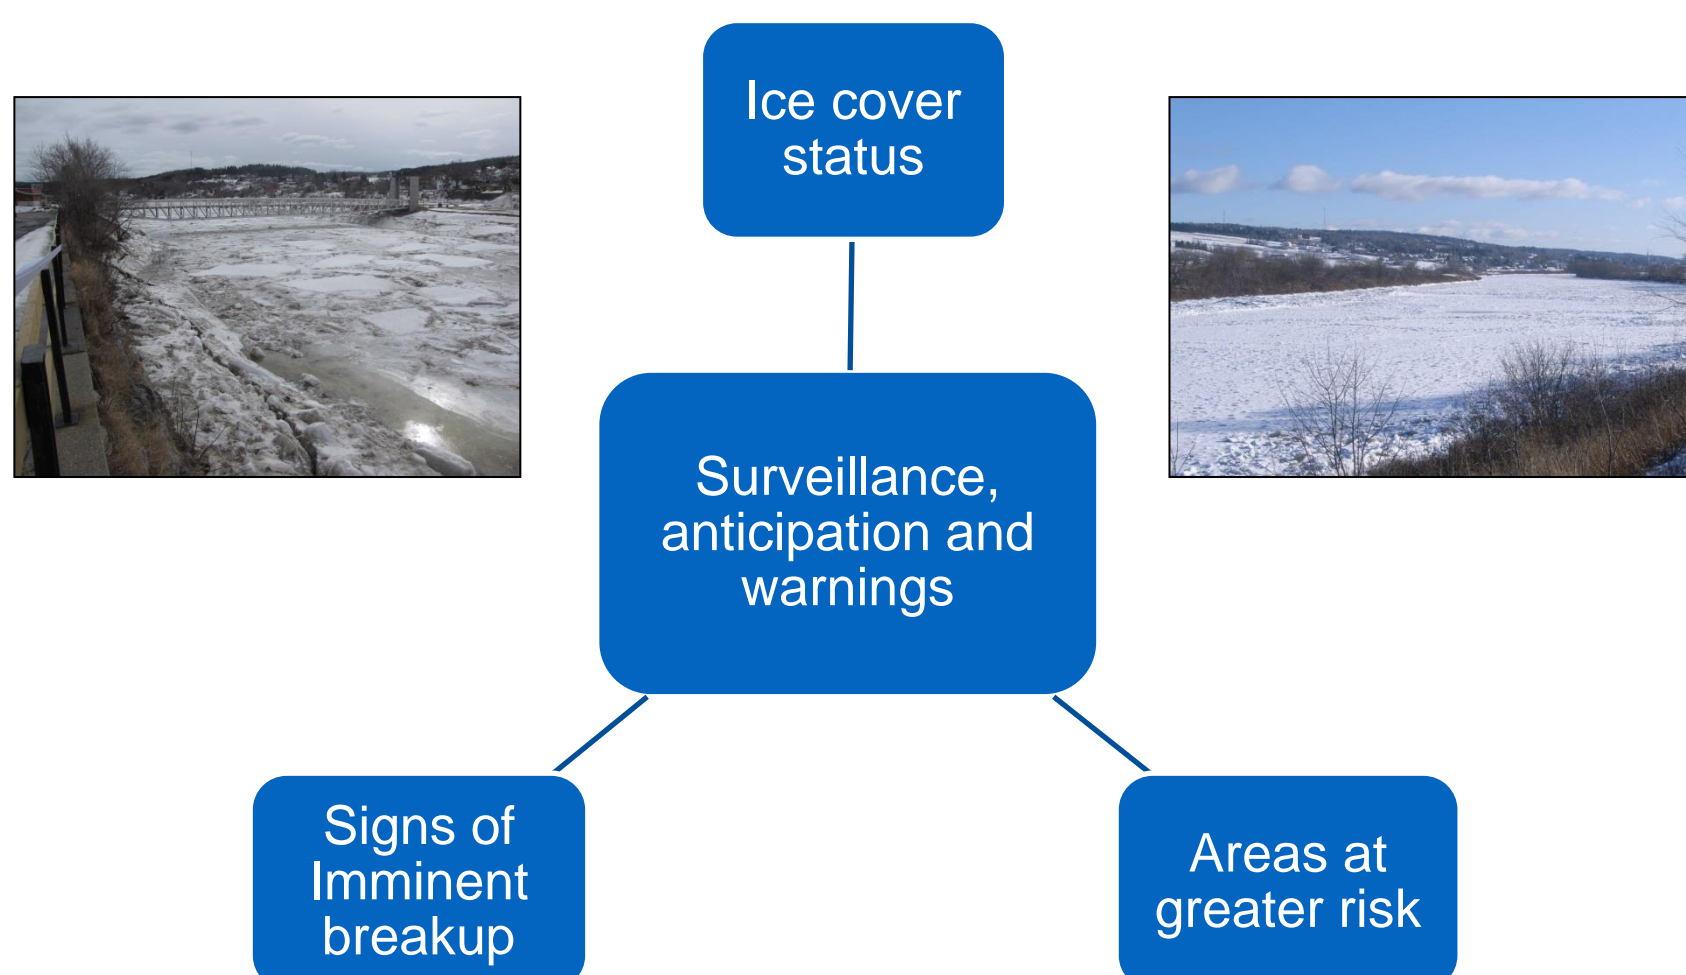 Ice cover
status
Surveillance,
anticipation and
warnings
Signs of
Imminent
breakup
Areas at
greater risk